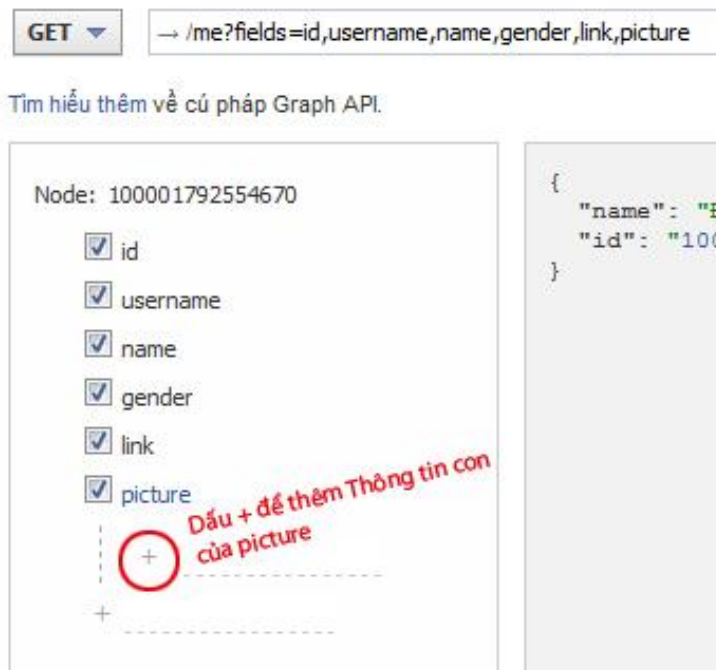 GET
→ /me?fields=id,username,name,gender,link,picture
Tìm hiểu thêm về cú pháp Graph API.
Node: 100001792554670
id
username
name
gender
link
picture
Dấu + để thêm Thông tin con
của picture
+
+
{
"name": "
"id": "100
}